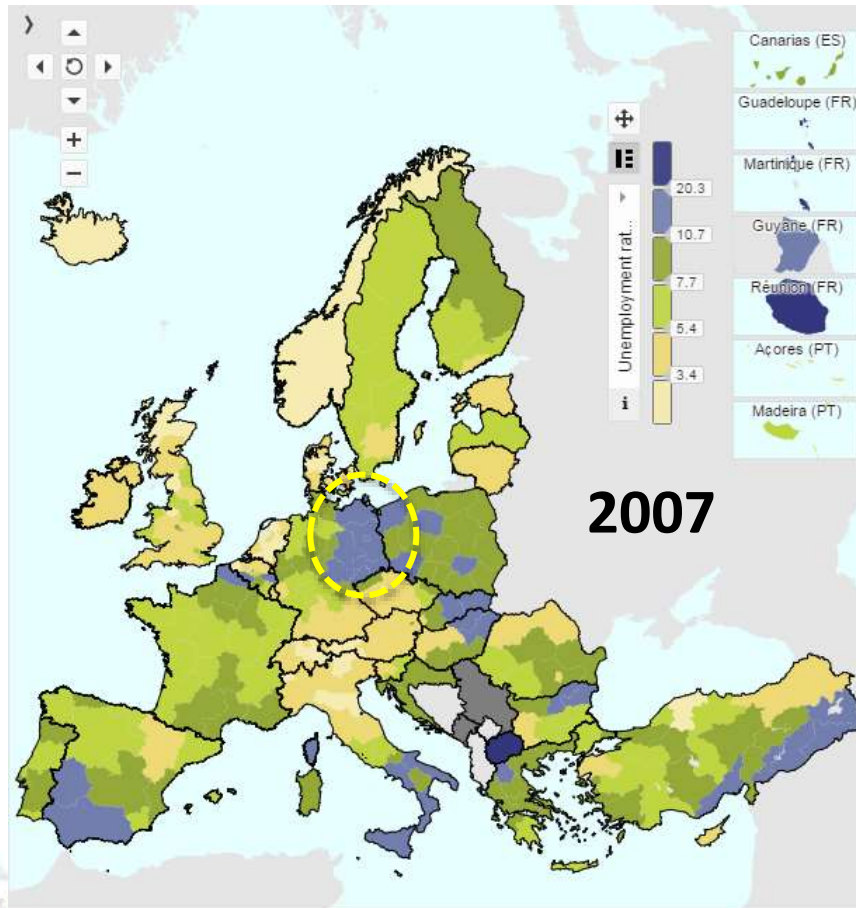 Canarias (ES)
Guadeloupe (FR)
Martinique (FR)
Guyane (FR)
Réunion (FR)
Açores (PT)
Madeira (PT)
20.3
10.7
7.7
5.4
3.4
Unemployment rat...
i
2007